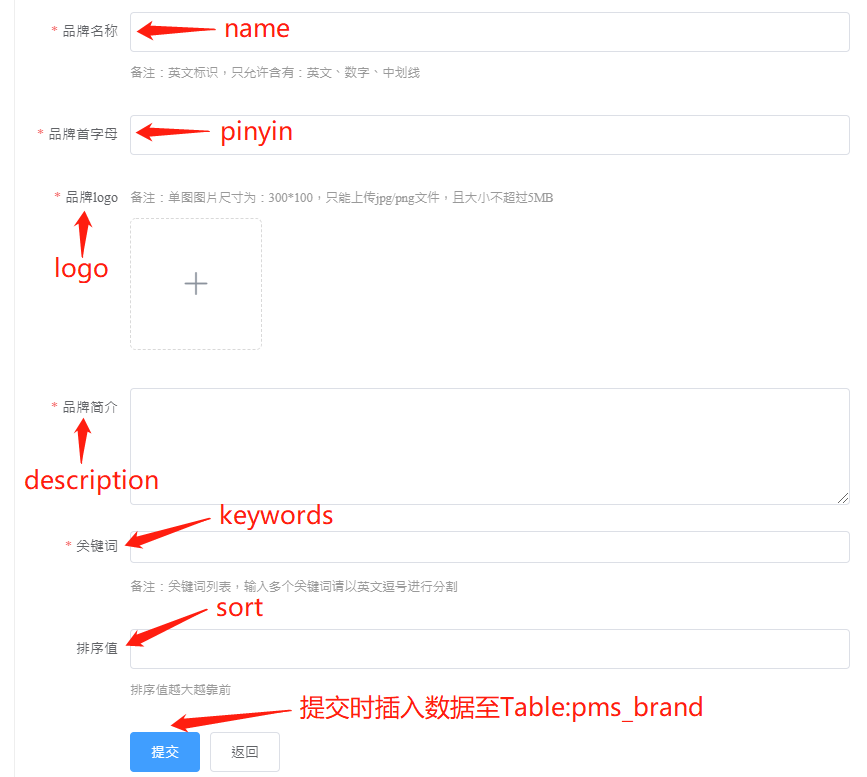 * 品牌名称 name
备注：英文标识，只允许含有：英文、数字、中划线
* 品牌首字母 pinyin
* 品牌logo 备注：单图图片尺寸为：300*100，只能上传jpg/png文件，且大小不超过5MB
logo
* 品牌简介
description
keywords
* 关键词
备注：关键词列表，输入多个关键词请以英文逗号进行分割
sort
排序值
排序值越大越靠前
提交时插入数据至Table:pms_brand
提交 返回